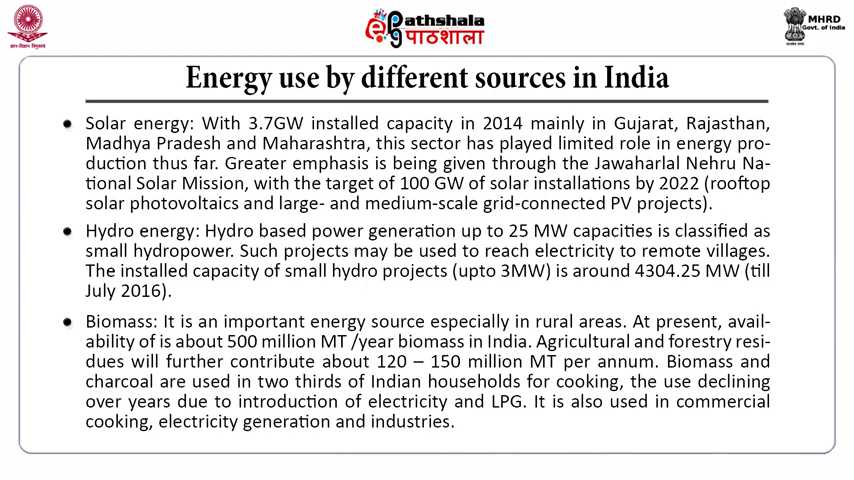 Pathshala
पाठशाला
MHRD
Govt. of India
ज्ञान-विज्ञान विमुक्तये
Energy use by different sources in India
Solar energy: With 3.7GW installed capacity in 2014 mainly in Gujarat, Rajasthan,
Madhya Pradesh and Maharashtra, this sector has played limited role in energy pro-
duction thus far. Greater emphasis is being given through the Jawaharlal Nehru Na-
tional Solar Mission, with the target of 100 GW of solar installations by 2022 (rooftop
solar photovoltaics and large- and medium-scale grid-connected PV projects).
Hydro energy: Hydro based power generation up to 25 MW capacities is classified as
small hydropower. Such projects may be used to reach electricity to remote villages.
The installed capacity of small hydro projects (upto 3MW) is around 4304.25 MW (till
July 2016).
Biomass: It is an important energy source especially in rural areas. At present, avail-
ability of is about 500 million MT /year biomass in India. Agricultural and forestry resi-
dues will further contribute about 120 – 150 million MT per annum. Biomass and
charcoal are used in two thirds of Indian households for cooking, the use declining
over years due to introduction of electricity and LPG. It is also used in commercial
cooking, electricity generation and industries.